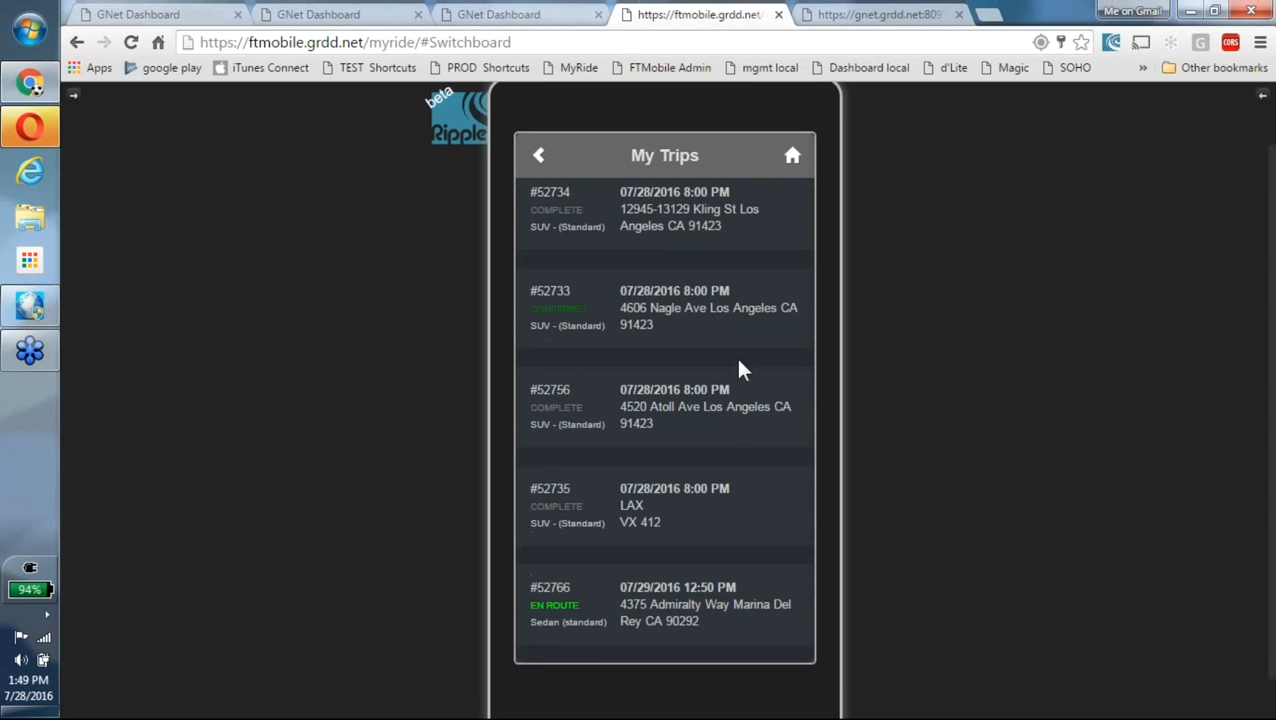 GNet Dashboard
GNet Dashboard
GNet Dashboard
https://ftmobile.grdd.net/
https://gnet.grdd.net:809
Me on Gmail
https://ftmobile.grdd.net/myride/#Switchboard
G
CORS
Apps
google play
iTunes Connect
TEST Shortcuts
PROD Shortcuts
MyRide
FTMobile Admin
mgmt local
Dashboard local
d'Lite
Magic
SOHO
»
Other bookmarks
beta
Ripple
My Trips
#52734
COMPLETE
SUV - (Standard)
07/28/2016 8:00 PM
12945-13129 Kling St Los
Angeles CA 91423
#52733
CONFIRMED
SUV - (Standard)
07/28/2016 8:00 PM
4606 Nagle Ave Los Angeles CA
91423
#52756
COMPLETE
SUV - (Standard)
07/28/2016 8:00 PM
4520 Atoll Ave Los Angeles CA
91423
#52735
COMPLETE
SUV - (Standard)
07/28/2016 8:00 PM
LAX
VX 412
#52766
EN ROUTE
Sedan (standard)
07/29/2016 12:50 PM
4375 Admiralty Way Marina Del
Rey CA 90292
94%
1:49 PM
7/28/2016